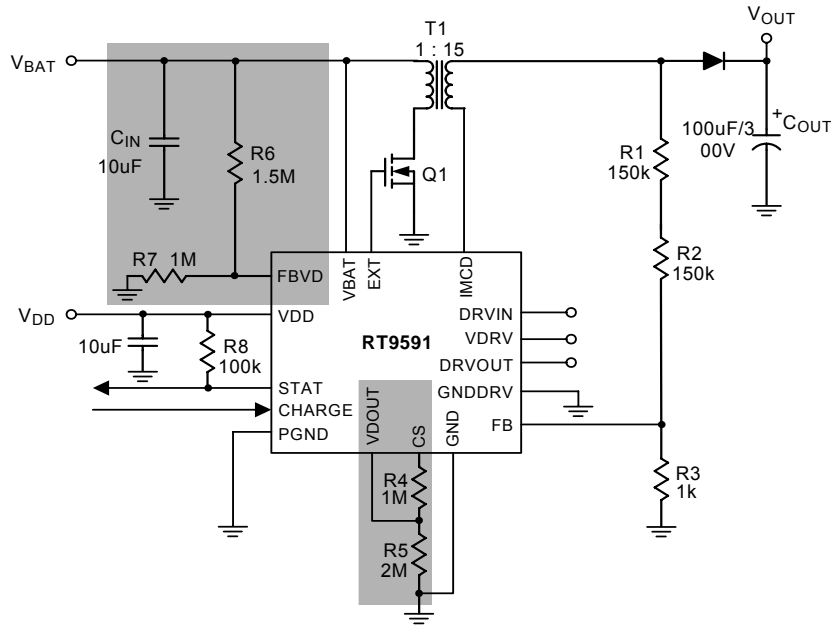 T1
1 : 15
VBAT
VOUT
CIN
10uF
R6
1.5M
Q1
R1
150k
100uF/3
00V
+
COUT
R2
150k
R7 1M
FBVD
VBAT
EXT
IMCD
VDD
VDD
10uF
R8
100k
RT9591
DRVIN
VDRV
DRVOUT
GNDDRV
STAT
CHARGE
PGND
VDOUT
CS
GND
FB
R4
1M
R3
1k
R5
2M